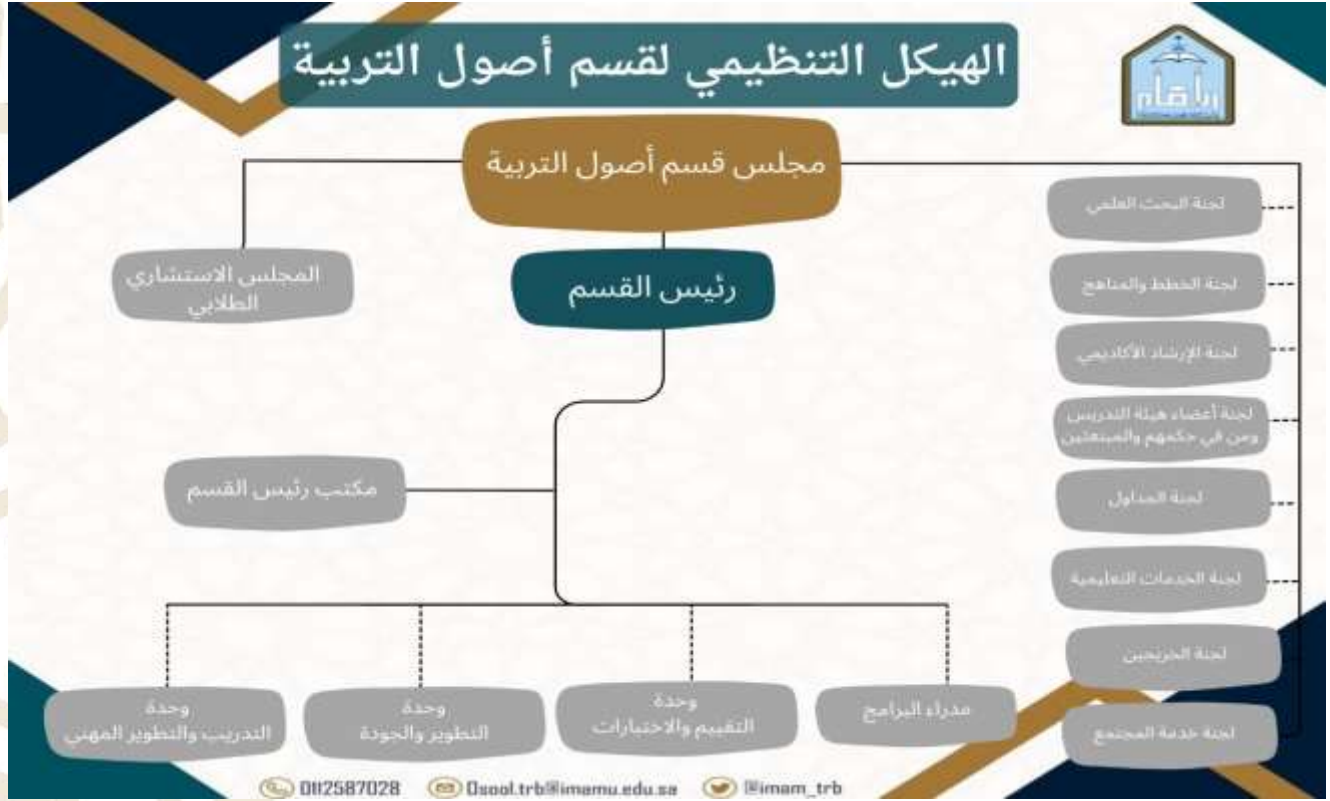 الهيكل التنظيمي لقسم أصول التربية
مجلس قسم أصول التربية
رئيس القسم
المجلس الاستشاري
الطلابي
مكتب رئيس القسم
لجنة البحث العلمي
لجنة الخطط والمناهج
لجنة الإرشاد الأكاديمي
لجنة أعضاء هيئة التدريس
ومن في حكمهم والمبتعثين
لجنة الجداول
لجنة الخدمات التعليمية
لجنة الخريجين
لجنة خدمة المجتمع
مدراء البرامج
وحدة
التقييم والاختبارات
وحدة
التطوير والجودة
وحدة
التدريب والتطوير المهني
0112587028
Osool.trb@imamu.edu.sa
@imam_trb